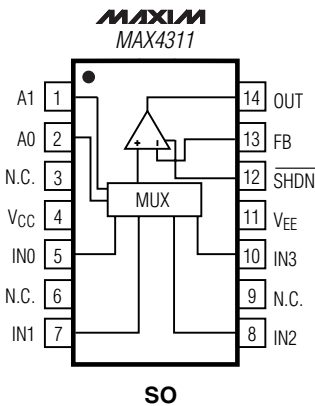 MAXIM
MAX4311
A1 1
A0 2
N.C. 3
VCC 4
IN0 5
N.C. 6
IN1 7
14 OUT
13 FB
12 SHDN
11 VEE
10 IN3
9 N.C.
8 IN2
+ -
MUX
SO